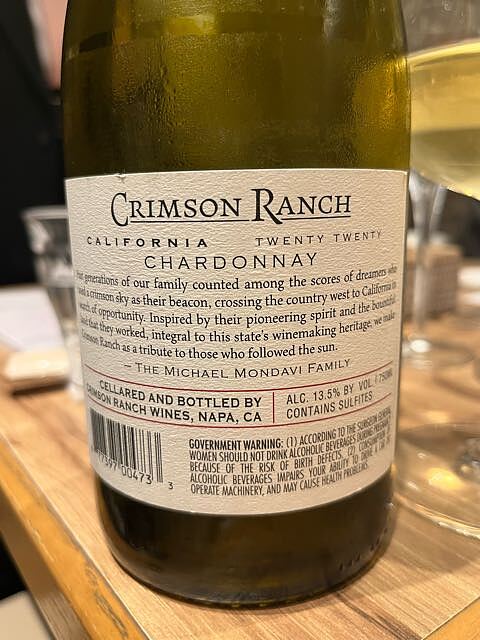 CRIMSON RANCH
CALIFORNIA TWENTY TWENTY
CHARDONNAY
generations of our family counted among the scores of dreamers who
a crimson sky as their beacon, crossing the country west to California in
of opportunity. Inspired by their pioneering spirit and the bountiful
that they worked, integral to this state's winemaking heritage, we make
Crimson Ranch as a tribute to those who followed the sun.
— THE MICHAEL MONDAVI FAMILY
CELLARED AND BOTTLED BY
CRIMSON RANCH WINES, NAPA, CA
ALC. 13.5% BY VOL. | 750ML
CONTAINS SULFITES
GOVERNMENT WARNING: (1) ACCORDING TO THE SURGEON GENERAL,
WOMEN SHOULD NOT DRINK ALCOHOLIC BEVERAGES DURING PREGNANCY
BECAUSE OF THE RISK OF BIRTH DEFECTS. (2) CONSUMPTION OF
ALCOHOLIC BEVERAGES IMPAIRS YOUR ABILITY TO DRIVE A CAR OR
OPERATE MACHINERY, AND MAY CAUSE HEALTH PROBLEMS.
00473 3